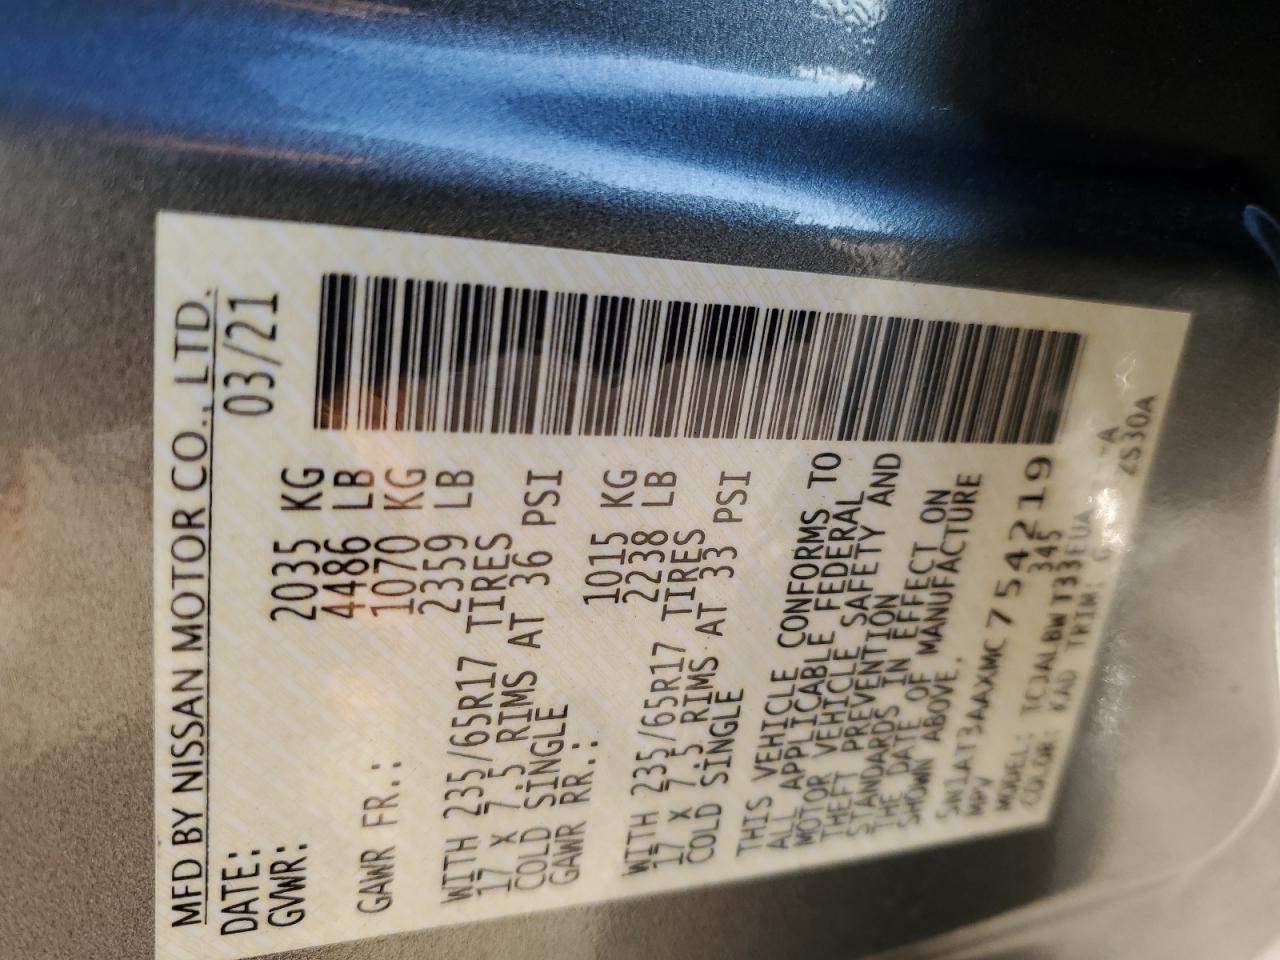 MFD BY NISSAN MOTOR CO., LTD.
DATE: 03/21
GVWR: 2035 KG
4486 LB
GAWR FR.: 1070 KG
2359 LB
WITH 235/65R17 TIRES
17 X 7.5 RIMS AT 36 PSI
COLD SINGLE
GAWR RR.: 1015 KG
2238 LB
WITH 235/65R17 TIRES
17 X 7.5 RIMS AT 33 PSI
COLD SINGLE
THIS VEHICLE CONFORMS TO
ALL APPLICABLE FEDERAL
MOTOR VEHICLE SAFETY AND
THEFT PREVENTION
STANDARDS IN EFFECT ON
THE DATE OF MANUFACTURE
SHOWN ABOVE.
5N1AT3AAXMC754219
MPV 345
MODEL: TCJALBWT33EUA
COLOR: KAD TRIM: G
2S30A